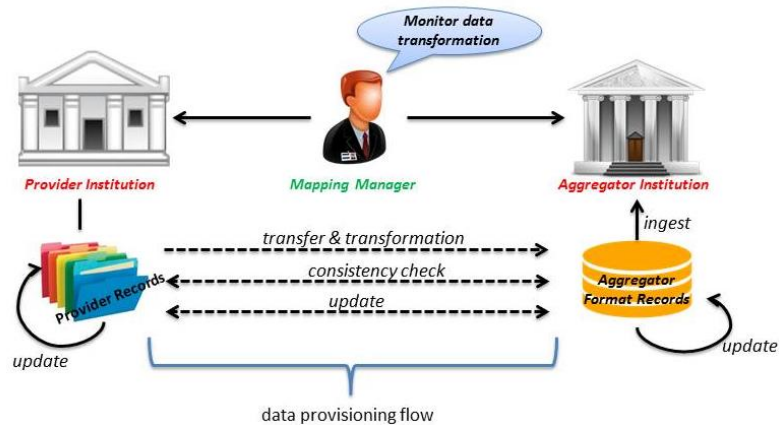 Monitor data
transformation
Provider Institution
Mapping Manager
Aggregator Institution
ingest
transfer & transformation
consistency check
update
Provider Records
Aggregator
Format Records
update
update
data provisioning flow